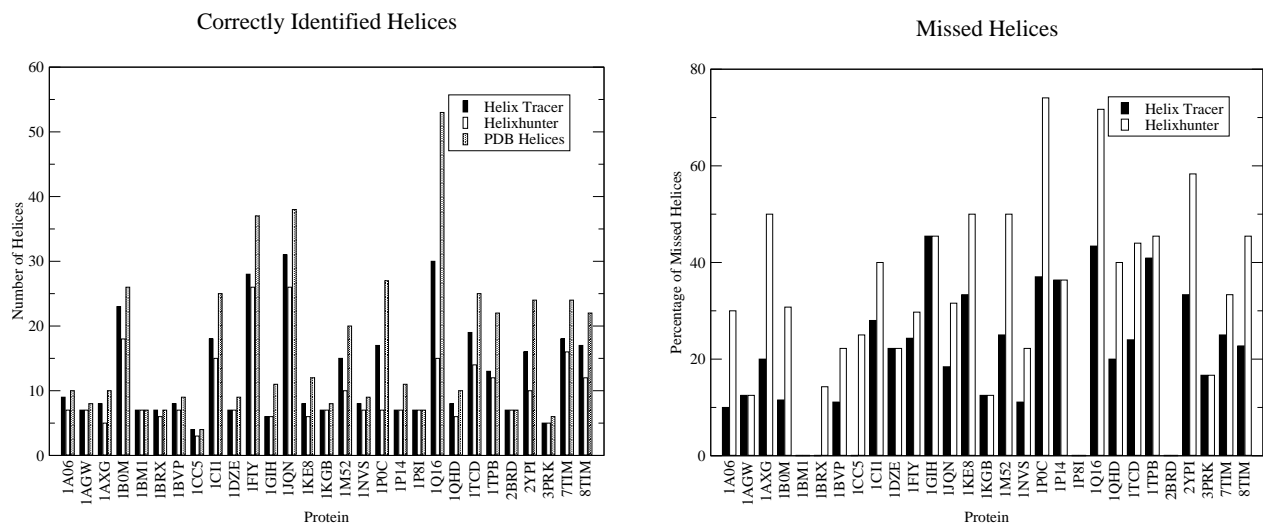 Correctly Identified Helices
60
50
40
30
20
10
0
Number of Helices
Helix Tracer
Helixhunter
PDB Helices
1A06
1AGW
1AXG
1B0M
1BM1
1BRX
1BVP
1CC5
1CI1
1DZE
1FIY
1GIH
1JQN
1KE8
1KGB
1M52
1NVS
1P0C
1P14
1P8I
1Q16
1QHD
1TCD
1TPB
2BRD
2YPI
3PRK
7TIM
8TIM
Protein
Missed Helices
80
60
40
20
0
Percentage of Missed Helices
Helix Tracer
Helixhunter
1A06
1AGW
1AXG
1B0M
1BM1
1BRX
1BVP
1CC5
1CI1
1DZE
1FIY
1GIH
1JQN
1KE8
1KGB
1M52
1NVS
1P0C
1P14
1P8I
1Q16
1QHD
1TCD
1TPB
2BRD
2YPI
3PRK
7TIM
8TIM
Protein